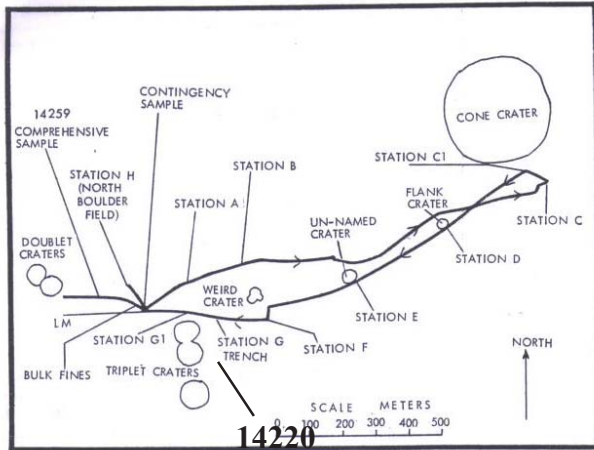 CONTINGENCY
SAMPLE
14259
COMPREHENSIVE
SAMPLE
STATION H
(NORTH
BOULDER
FIELD)
STATION A
STATION B
STATION C1
CONE CRATER
FLANK
CRATER
STATION C
UN-NAMED
CRATER
STATION D
DOUBLET
CRATERS
WEIRD
CRATER
STATION E
LM
STATION G1
STATION G
TRENCH
STATION F
BULK FINES
TRIPLET CRATERS
NORTH
SCALE METERS
0 200 300 400 500
14220